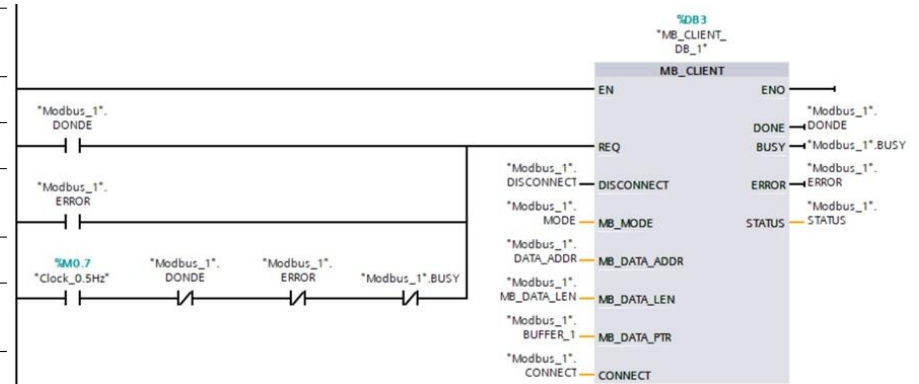 %DB3
"MB_CLIENT_
DB_1"
MB_CLIENT
EN
ENO
"Modbus_1".
DONDE
DONE
"Modbus_1".
DONDE
REQ
BUSY
"Modbus_1".BUSY
"Modbus_1".
DISCONNECT
DISCONNECT
ERROR
"Modbus_1".
ERROR
"Modbus_1".
ERROR
"Modbus_1".
MODE
MB_MODE
STATUS
"Modbus_1".
STATUS
"Modbus_1".
DATA_ADDR
MB_DATA_ADDR
%M0.7
"Clock_0.5Hz"
"Modbus_1".
DONDE
"Modbus_1".
ERROR
"Modbus_1".BUSY
"Modbus_1".
MB_DATA_LEN
MB_DATA_LEN
"Modbus_1".
BUFFER_1
MB_DATA_PTR
"Modbus_1".
CONNECT
CONNECT